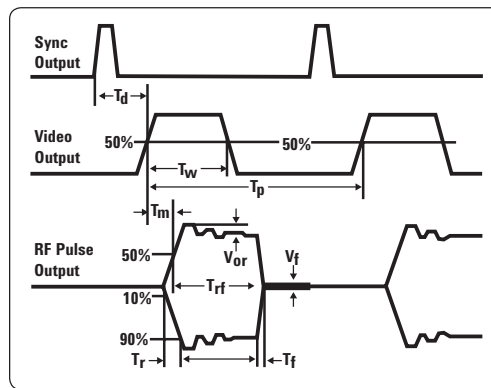 Sync
Output
Td
Video
Output
50%
50%
Tw
Tp
Tm
RF Pulse
Output
50%
Vor
Vf
Trf
10%
90%
Tr
Tf